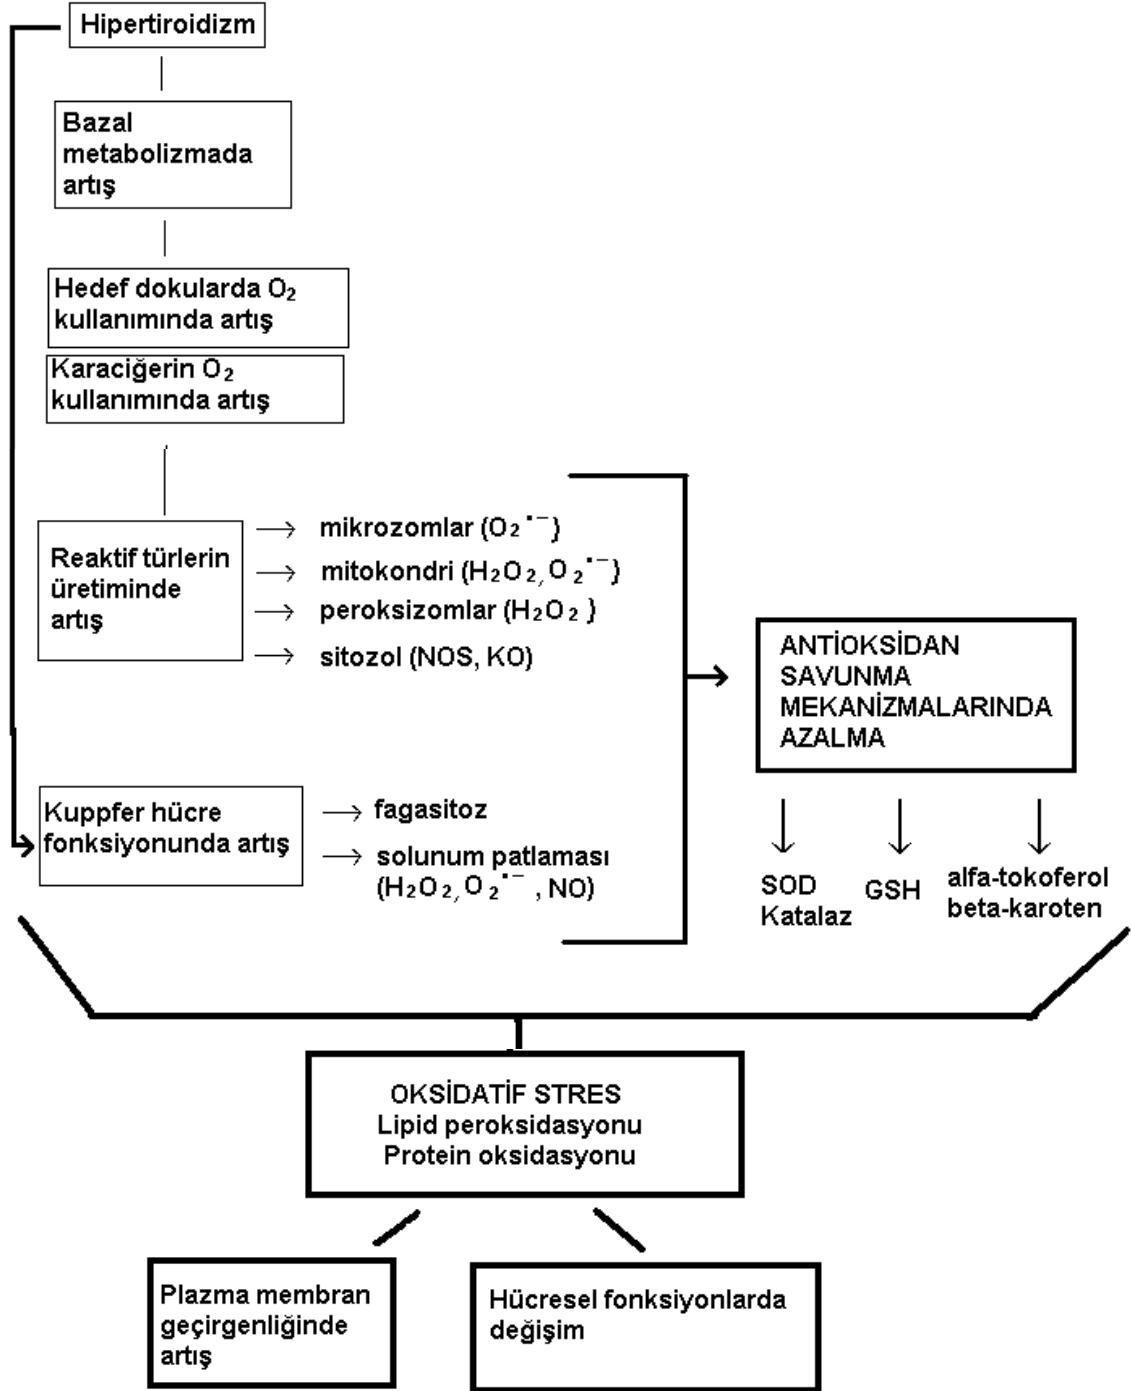 Hipertiroidizm
Bazal
metabolizmada
artış
Hedef dokularda O₂
kullanımında artış
Karaciğerin O₂
kullanımında artış
Reaktif türlerin
üretiminde
artış
mikrozomlar (O₂•⁻)
mitokondri (H₂O₂, O₂•⁻)
peroksizomlar (H₂O₂ )
sitozol (NOS, KO)
Kuppfer hücre
fonksiyonunda artış
fagasitoz
solunum patlaması
(H₂O₂, O₂•⁻ , NO)
ANTİOKSİDAN
SAVUNMA
MEKANİZMALARINDA
AZALMA
SOD
Katalaz
GSH
alfa-tokoferol
beta-karoten
OKSİDATİF STRES
Lipid peroksidasyonu
Protein oksidasyonu
Plazma membran
geçirgenliğinde
artış
Hücresel fonksiyonlarda
değişim